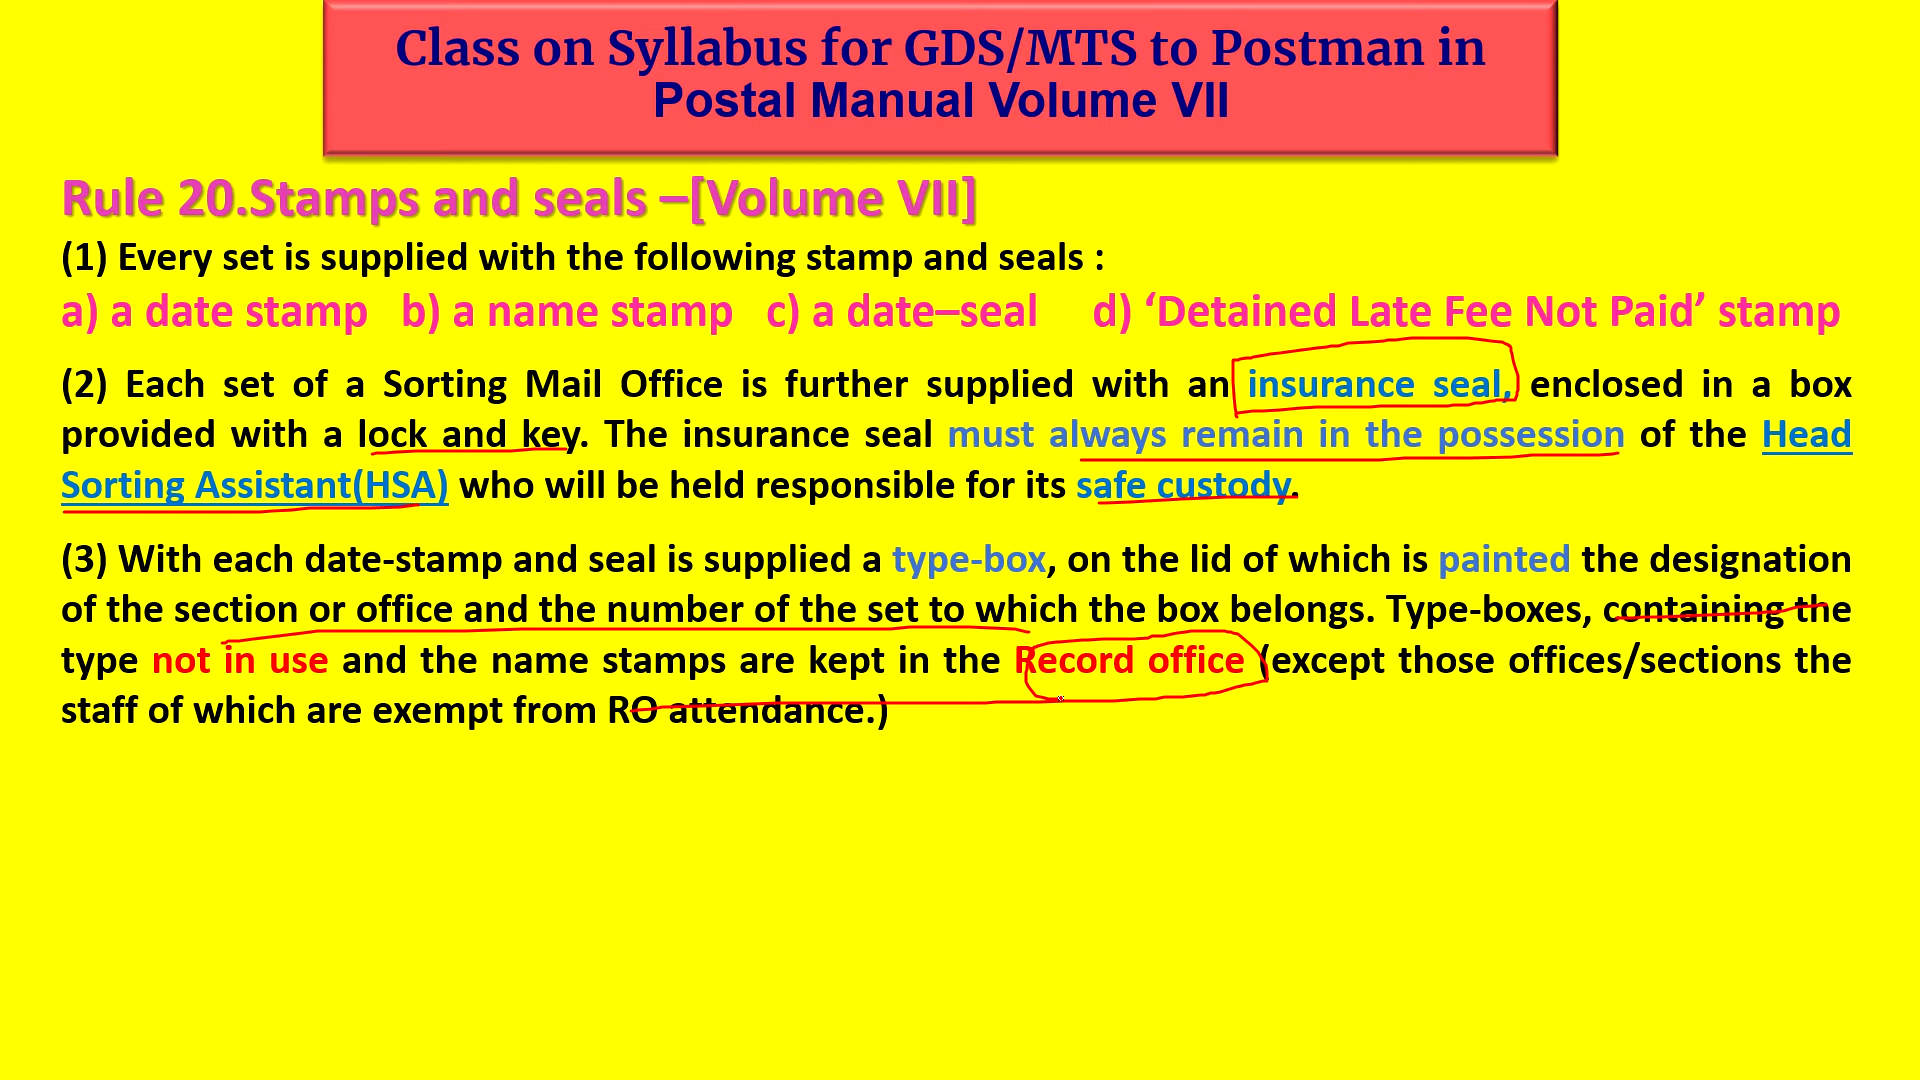 Class on Syllabus for GDS/MTS to Postman in
Postal Manual Volume VII
Rule 20.Stamps and seals –[Volume VII]
(1) Every set is supplied with the following stamp and seals :
a) a date stamp b) a name stamp c) a date–seal d) ‘Detained Late Fee Not Paid’ stamp
(2) Each set of a Sorting Mail Office is further supplied with an insurance seal, enclosed in a box
provided with a lock and key. The insurance seal must always remain in the possession of the Head
Sorting Assistant(HSA) who will be held responsible for its safe custody.
(3) With each date-stamp and seal is supplied a type-box, on the lid of which is painted the designation
of the section or office and the number of the set to which the box belongs. Type-boxes, containing the
type not in use and the name stamps are kept in the Record office (except those offices/sections the
staff of which are exempt from RO attendance.)